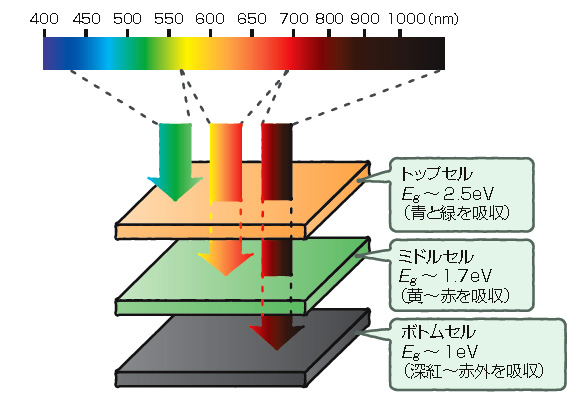 400 450 500 550 600 650 700 800 900 1000(nm)
トップセル
Eg～2.5eV
(青と緑を吸収)
ミドルセル
Eg～1.7eV
(黄～赤を吸収)
ボトムセル
Eg～1eV
(深紅～赤外を吸収)